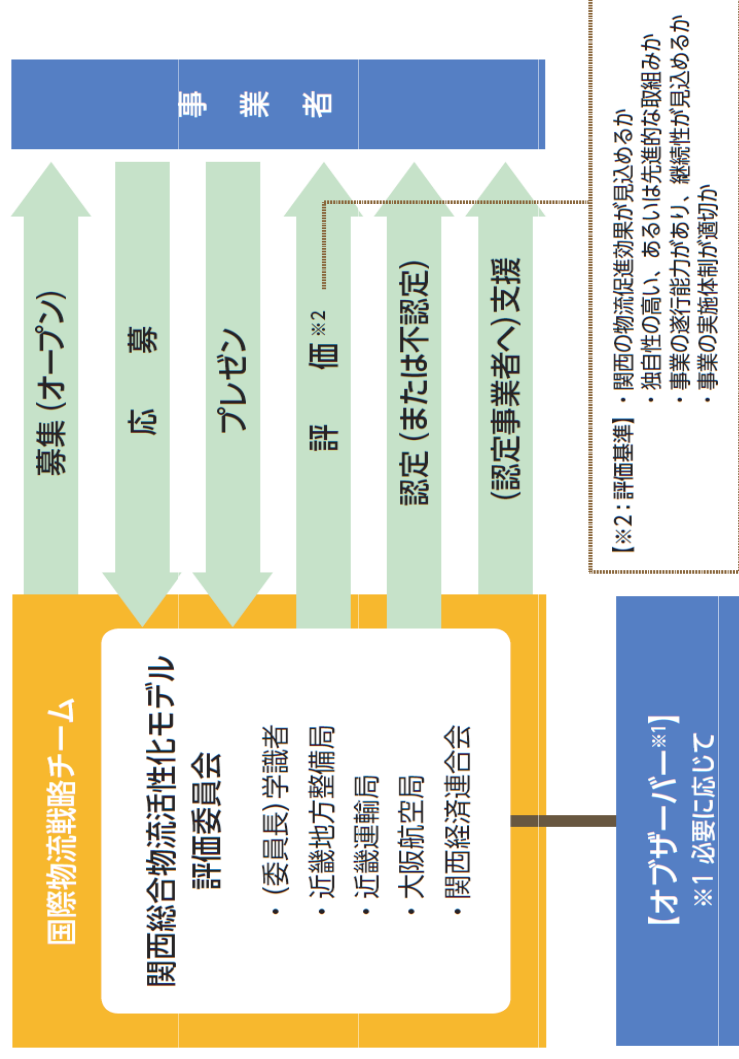 国際物流戦略チーム
関西総合物流活性化モデル
評価委員会
・(委員長)学識者
・近畿地方整備局
・近畿運輸局
・大阪航空局
・関西経済連合会
募集(オープン)
応募
プレゼン
評価※2
認定(または不認定)
(認定事業者へ)支援
事業者
【オブザーバー※1】
※1 必要に応じて
【※2:評価基準】・関西の物流促進効果が見込めるか
・独自性の高い、あるいは先進的な取組みか
・事業の遂行能力があり、継続性が見込めるか
・事業の実施体制が適切か